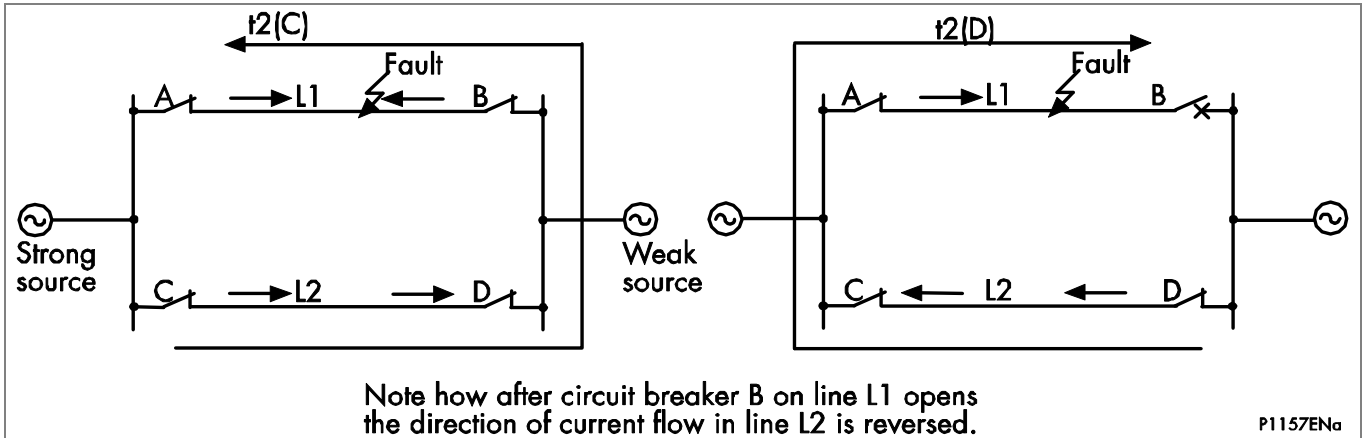 t2(C)
Fault
A
L1
B
Strong
source
Weak
source
C
L2
D
t2(D)
Fault
A
L1
B
C
L2
D
Note how after circuit breaker B on line L1 opens
the direction of current flow in line L2 is reversed.
P1157ENa